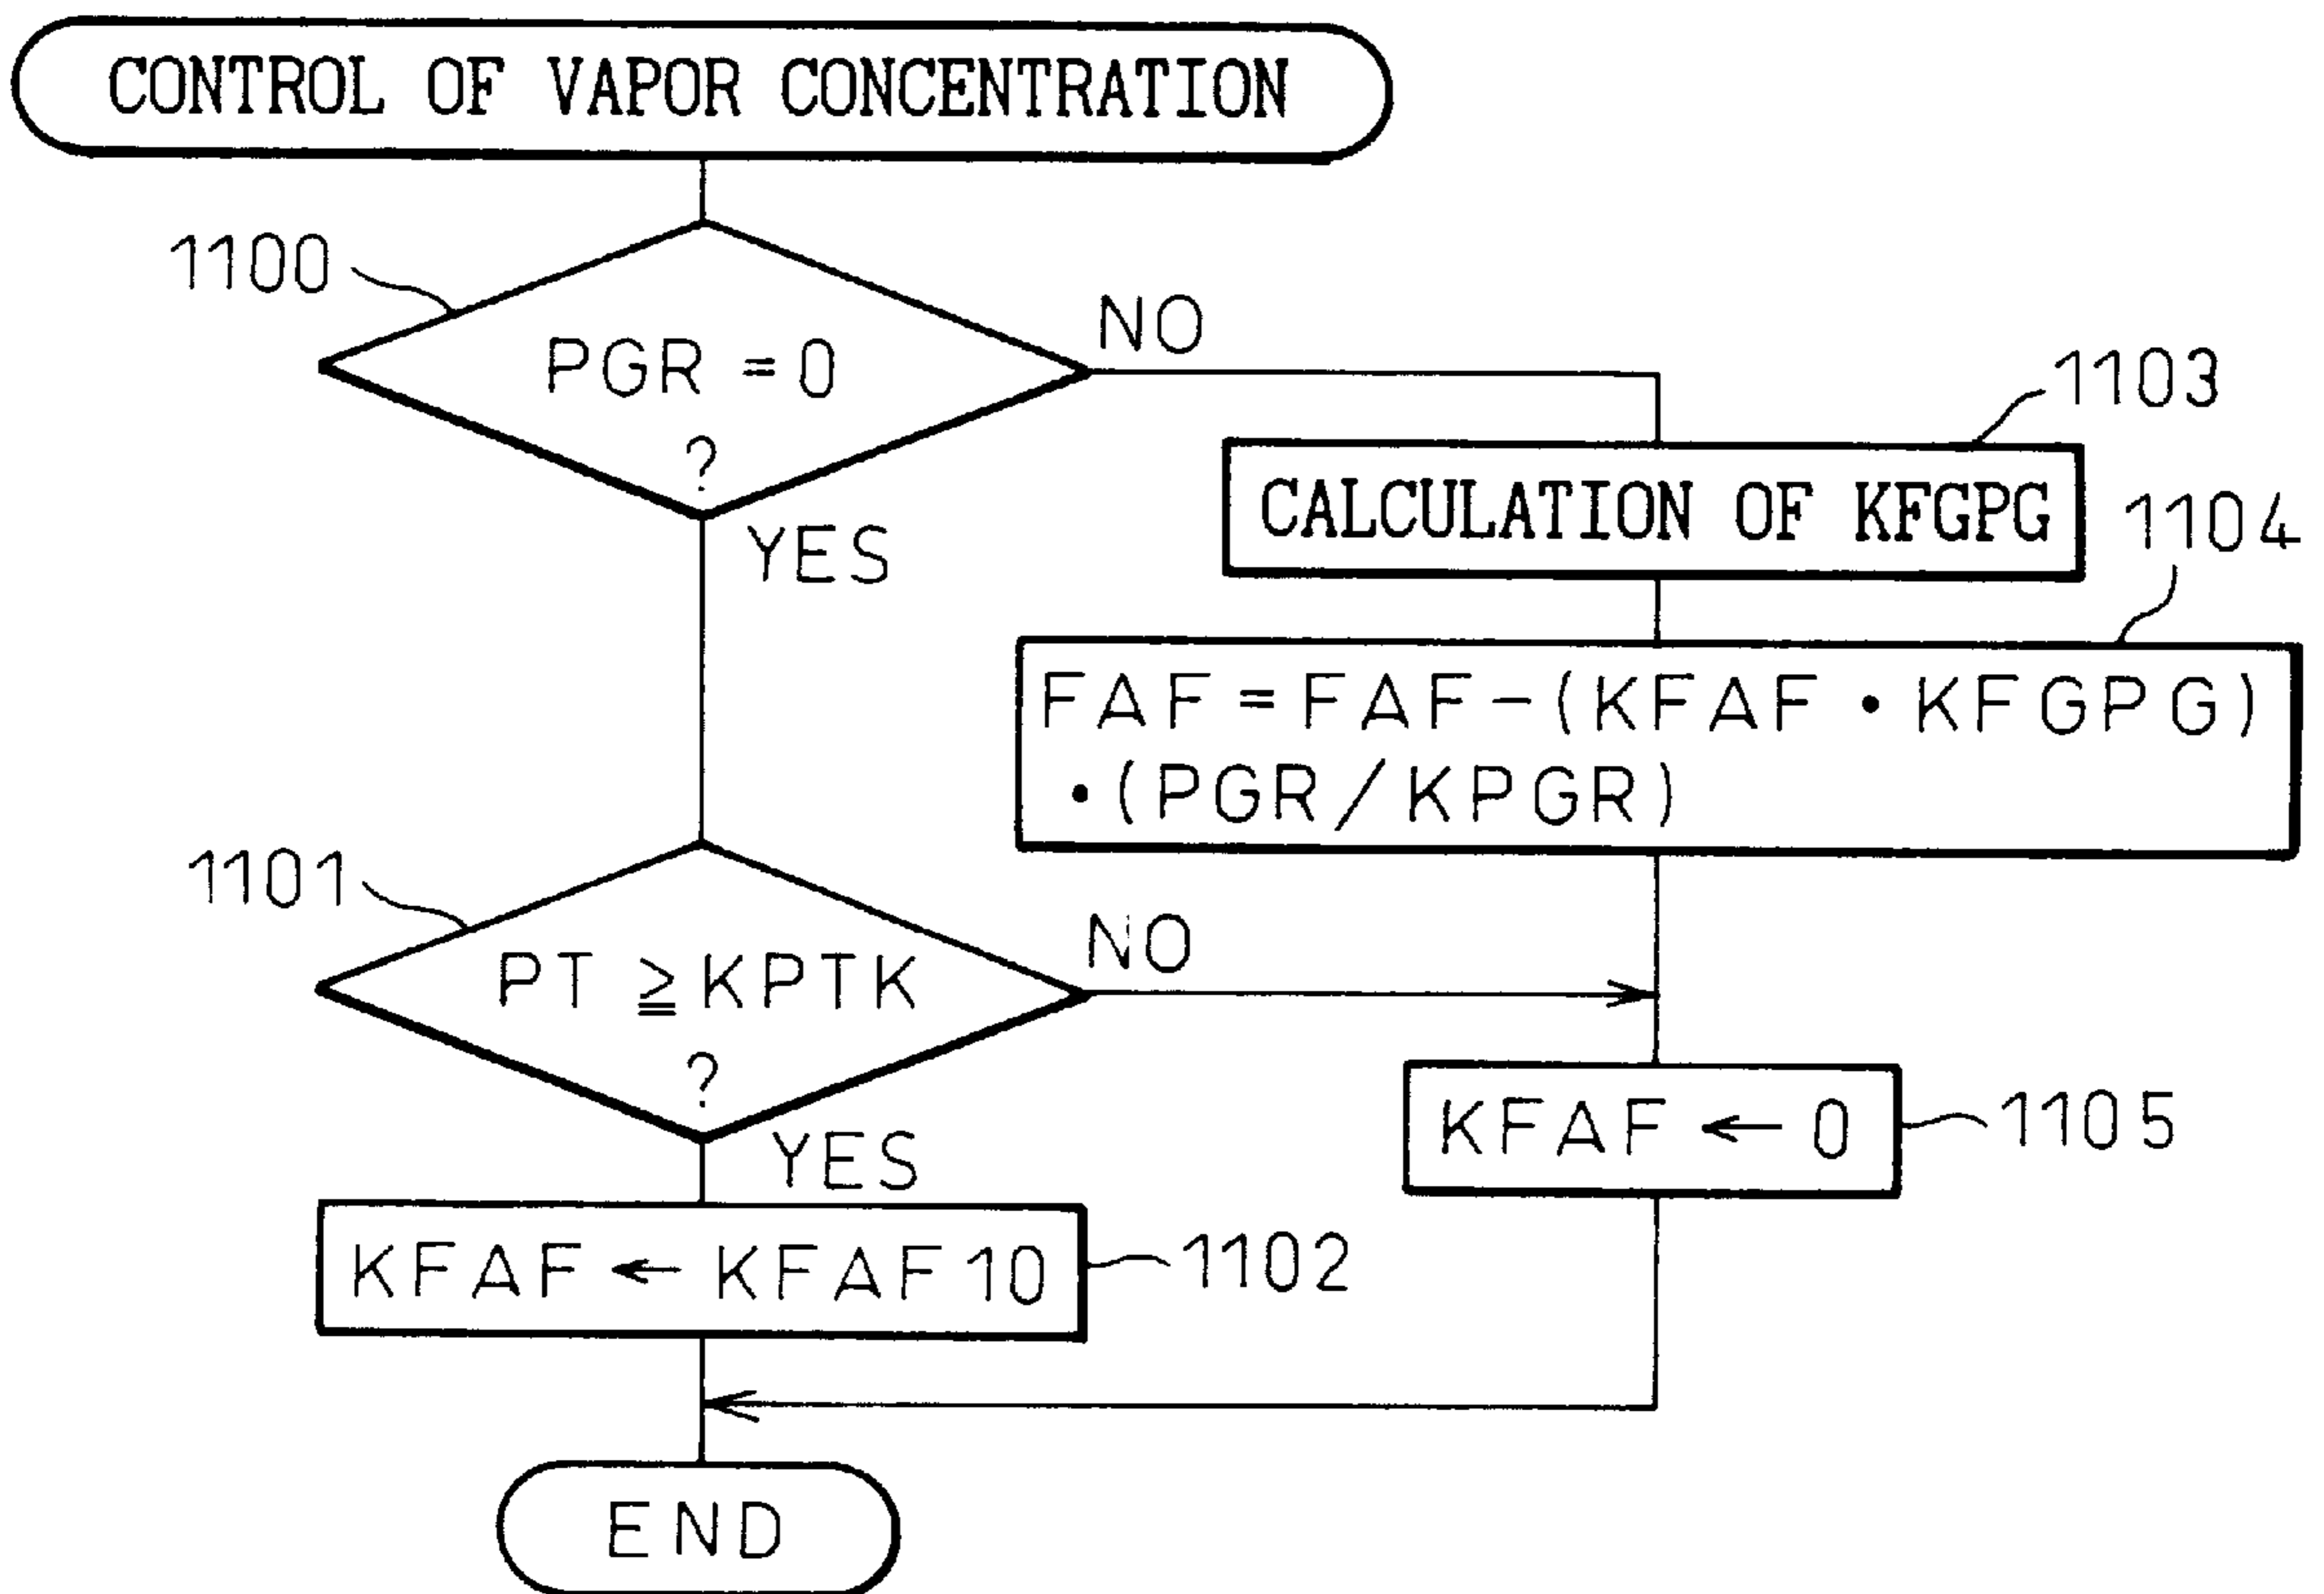 CONTROL OF VAPOR CONCENTRATION
1100
PGR = 0
?
NO
YES
1103
CALCULATION OF KFGPG
1104
FAF = FAF - (KFAF • KFGPG)
• (PGR / KPGR)
1101
PT ≧ KPTK
?
NO
YES
KFAF ← 0
1105
KFAF ← KFAF10
1102
END